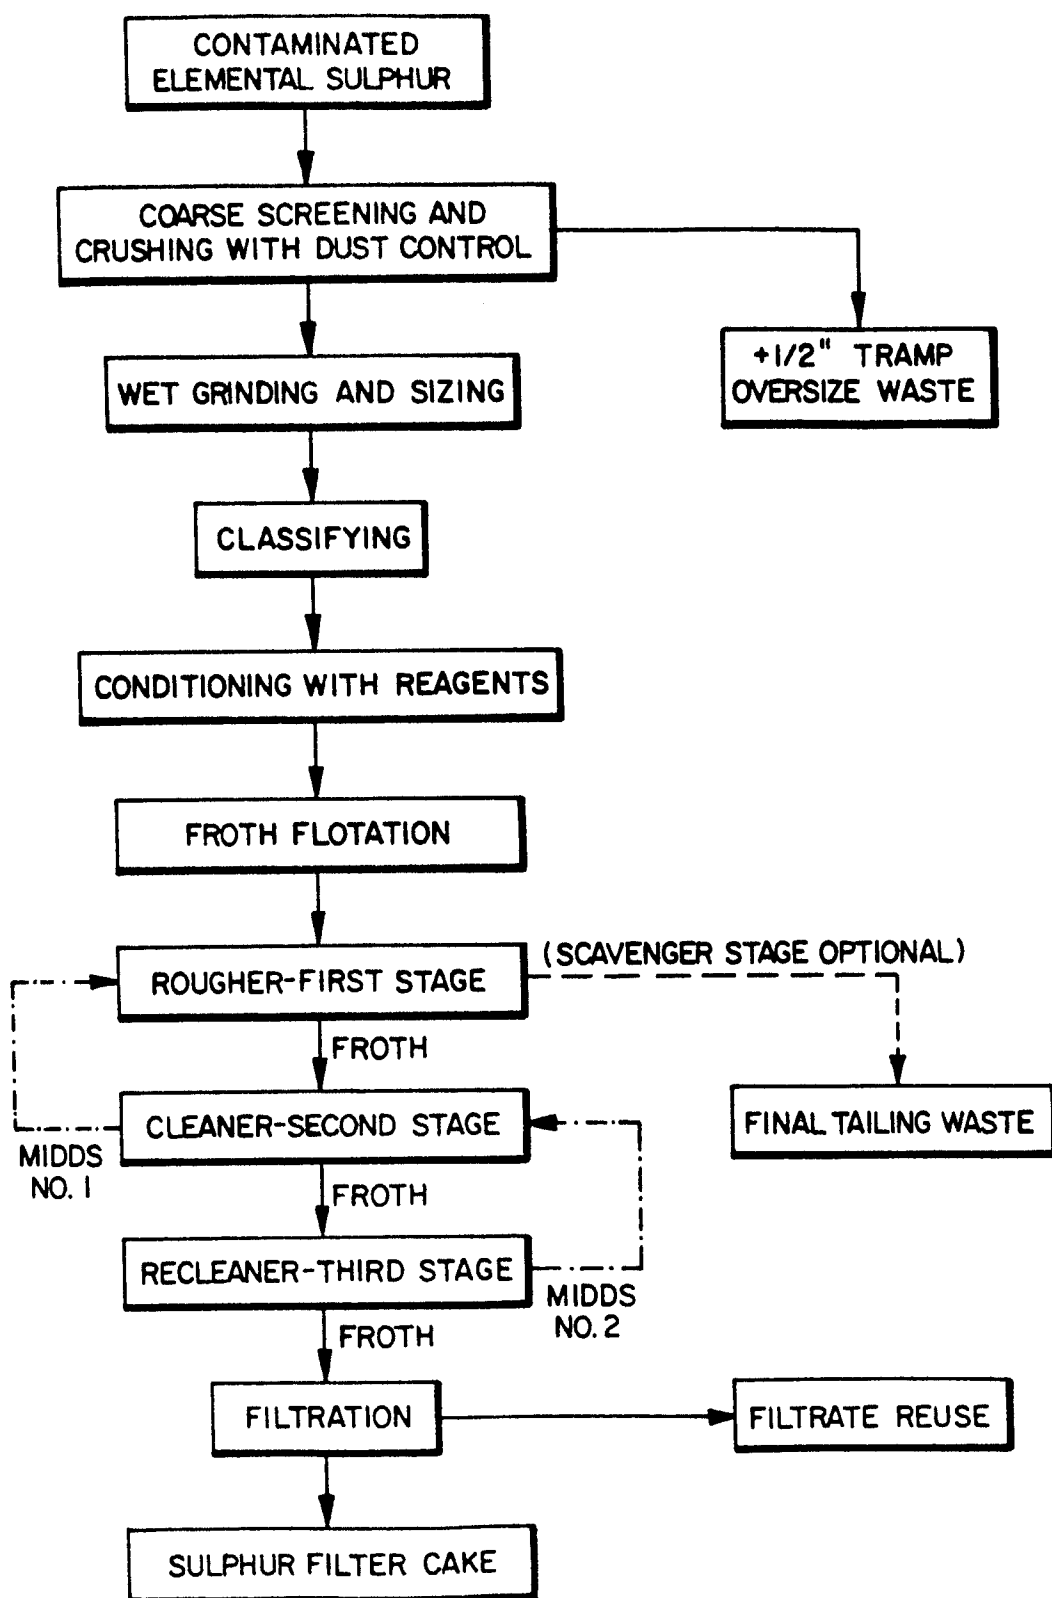 CONTAMINATED
ELEMENTAL SULPHUR
COARSE SCREENING AND
CRUSHING WITH DUST CONTROL
+1/2" TRAMP
OVERSIZE WASTE
WET GRINDING AND SIZING
CLASSIFYING
CONDITIONING WITH REAGENTS
FROTH FLOTATION
(SCAVENGER STAGE OPTIONAL)
ROUGHER-FIRST STAGE
FROTH
CLEANER-SECOND STAGE
FINAL TAILING WASTE
MIDDS
NO. 1
FROTH
RECLEANER-THIRD STAGE
MIDDS
NO. 2
FROTH
FILTRATION
FILTRATE REUSE
SULPHUR FILTER CAKE